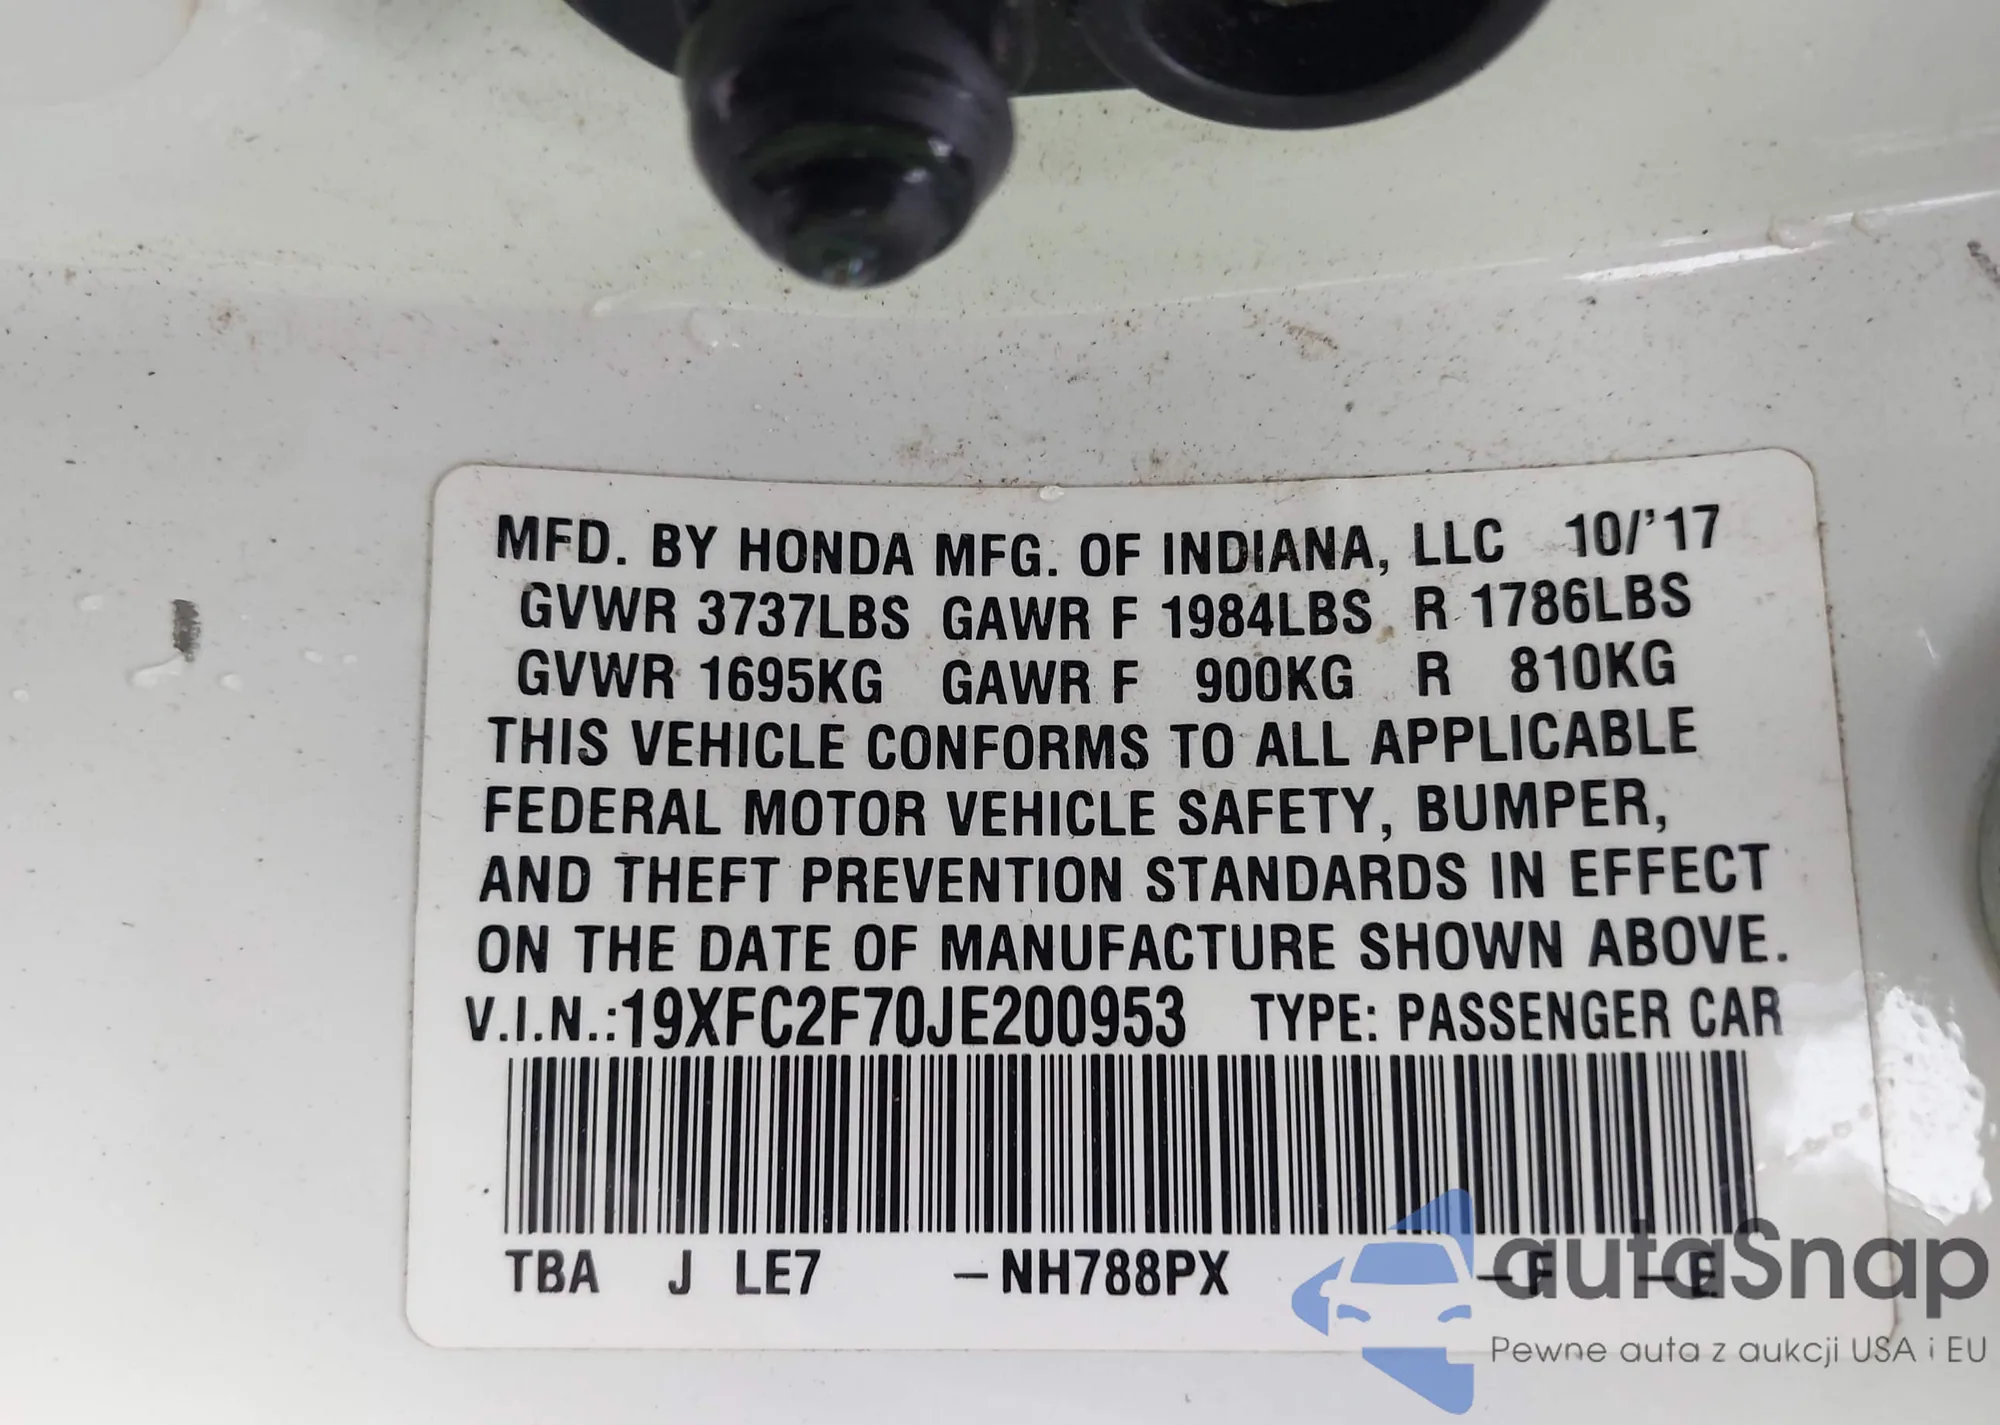 MFD. BY HONDA MFG. OF INDIANA, LLC 10/'17
GVWR 3737LBS GAWR F 1984LBS R 1786LBS
GVWR 1695KG GAWR F 900KG R 810KG
THIS VEHICLE CONFORMS TO ALL APPLICABLE
FEDERAL MOTOR VEHICLE SAFETY, BUMPER,
AND THEFT PREVENTION STANDARDS IN EFFECT
ON THE DATE OF MANUFACTURE SHOWN ABOVE.
V.I.N.:19XFC2F70JE200953 TYPE: PASSENGER CAR
TBA J LE7 –NH788PX –F –E
autaSnap
Pewne auta z aukcji USA i EU